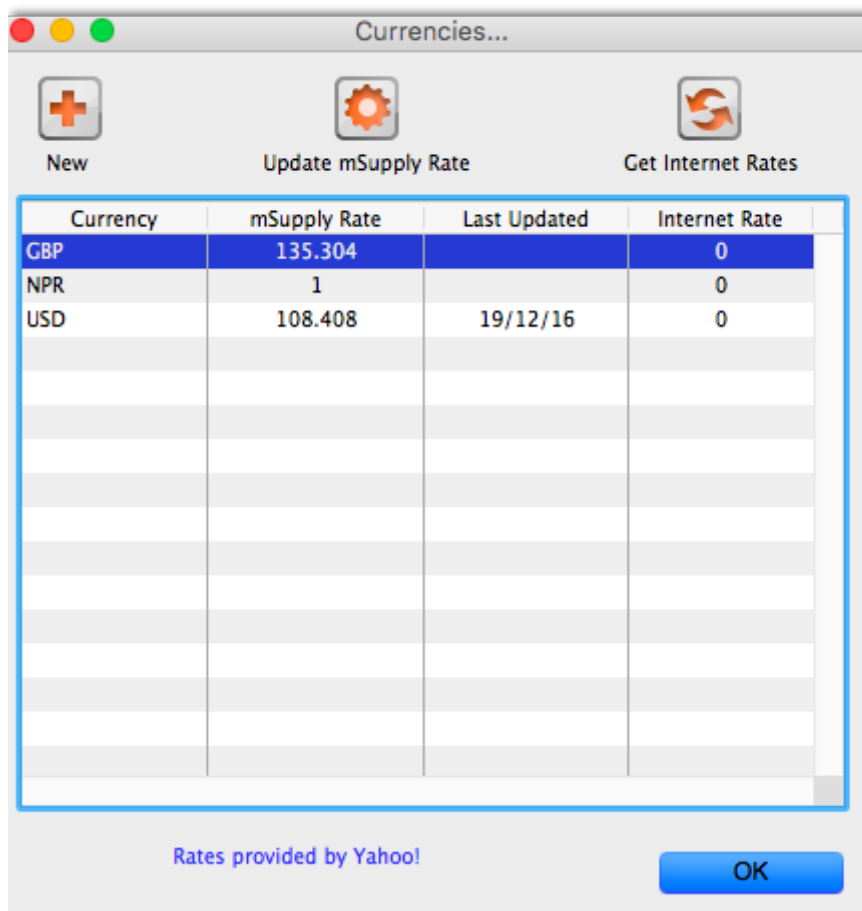 Currencies...
New Update mSupply Rate Get Internet Rates
Currency mSupply Rate Last Updated Internet Rate
GBP 135.304 0
NPR 1 0
USD 108.408 19/12/16 0
Rates provided by Yahoo!
OK